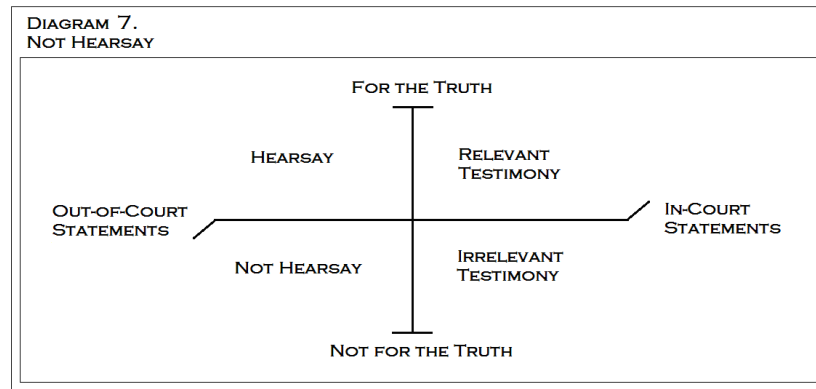 Diagram 7.
Not Hearsay
For the Truth
Hearsay
Relevant
Testimony
Out-of-Court
Statements
In-Court
Statements
Not Hearsay
Irrelevant
Testimony
Not for the Truth